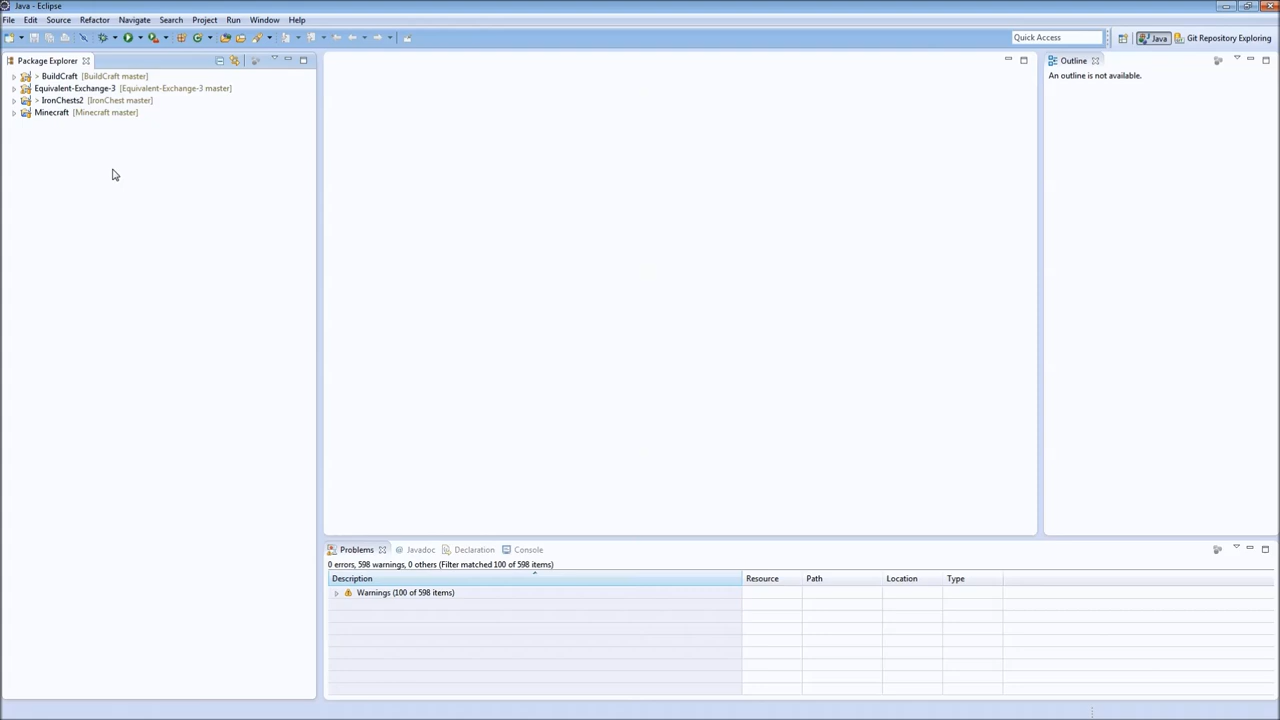 Java - Eclipse
File Edit Source Refactor Navigate Search Project Run Window Help
Quick Access
Java
Git Repository Exploring
Package Explorer
> BuildCraft [BuildCraft master]
Equivalent-Exchange-3 [Equivalent-Exchange-3 master]
> IronChests2 [IronChest master]
Minecraft [Minecraft master]
Outline
An outline is not available.
Problems Javadoc Declaration Console
0 errors, 598 warnings, 0 others (Filter matched 100 of 598 items)
Description Resource Path Location Type
Warnings (100 of 598 items)